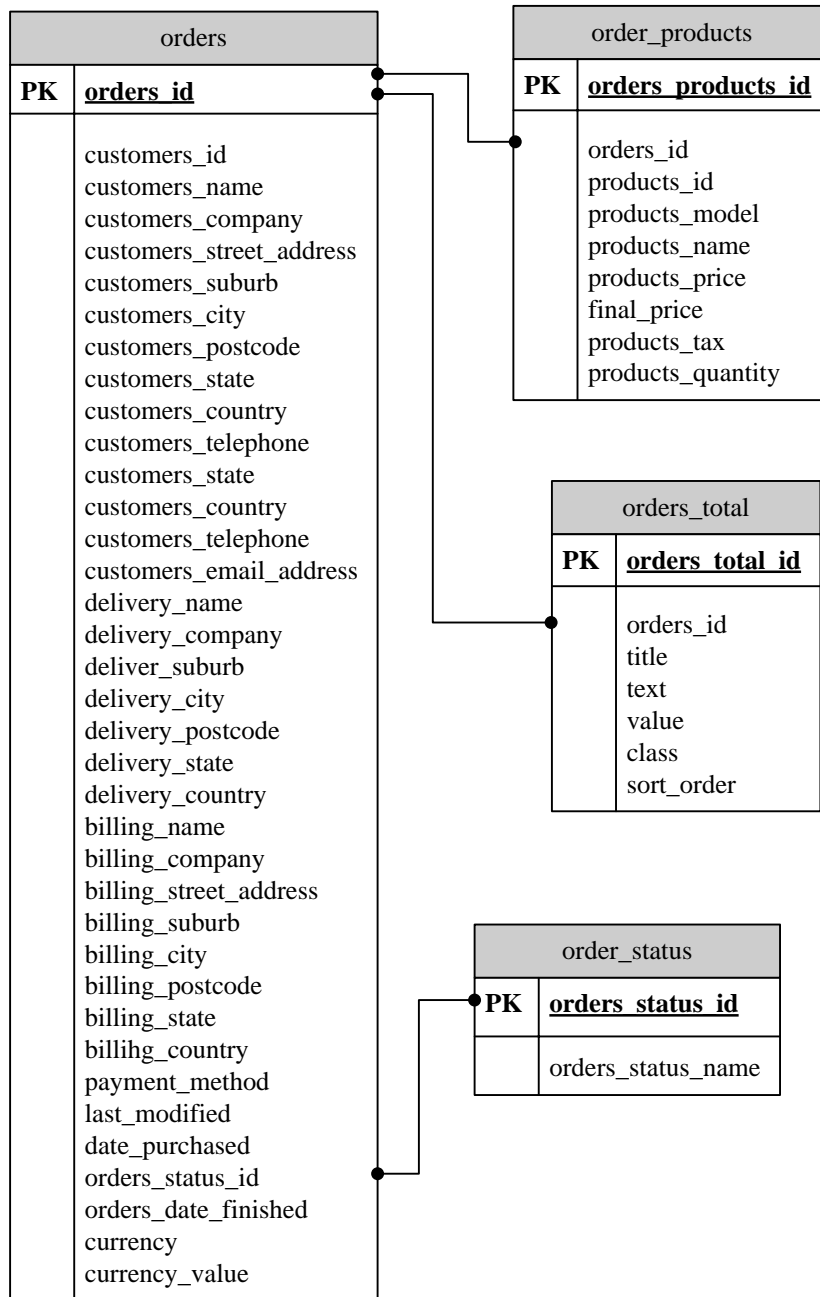 orders
PK orders_id
customers_id
customers_name
customers_company
customers_street_address
customers_suburb
customers_city
customers_postcode
customers_state
customers_country
customers_telephone
customers_state
customers_country
customers_telephone
customers_email_address
delivery_name
delivery_company
deliver_suburb
delivery_city
delivery_postcode
delivery_state
delivery_country
billing_name
billing_company
billing_street_address
billing_suburb
billing_city
billing_postcode
billing_state
billihg_country
payment_method
last_modified
date_purchased
orders_status_id
orders_date_finished
currency
currency_value
order_products
PK orders_products_id
orders_id
products_id
products_model
products_name
products_price
final_price
products_tax
products_quantity
orders_total
PK orders_total_id
orders_id
title
text
value
class
sort_order
order_status
PK orders_status_id
orders_status_name